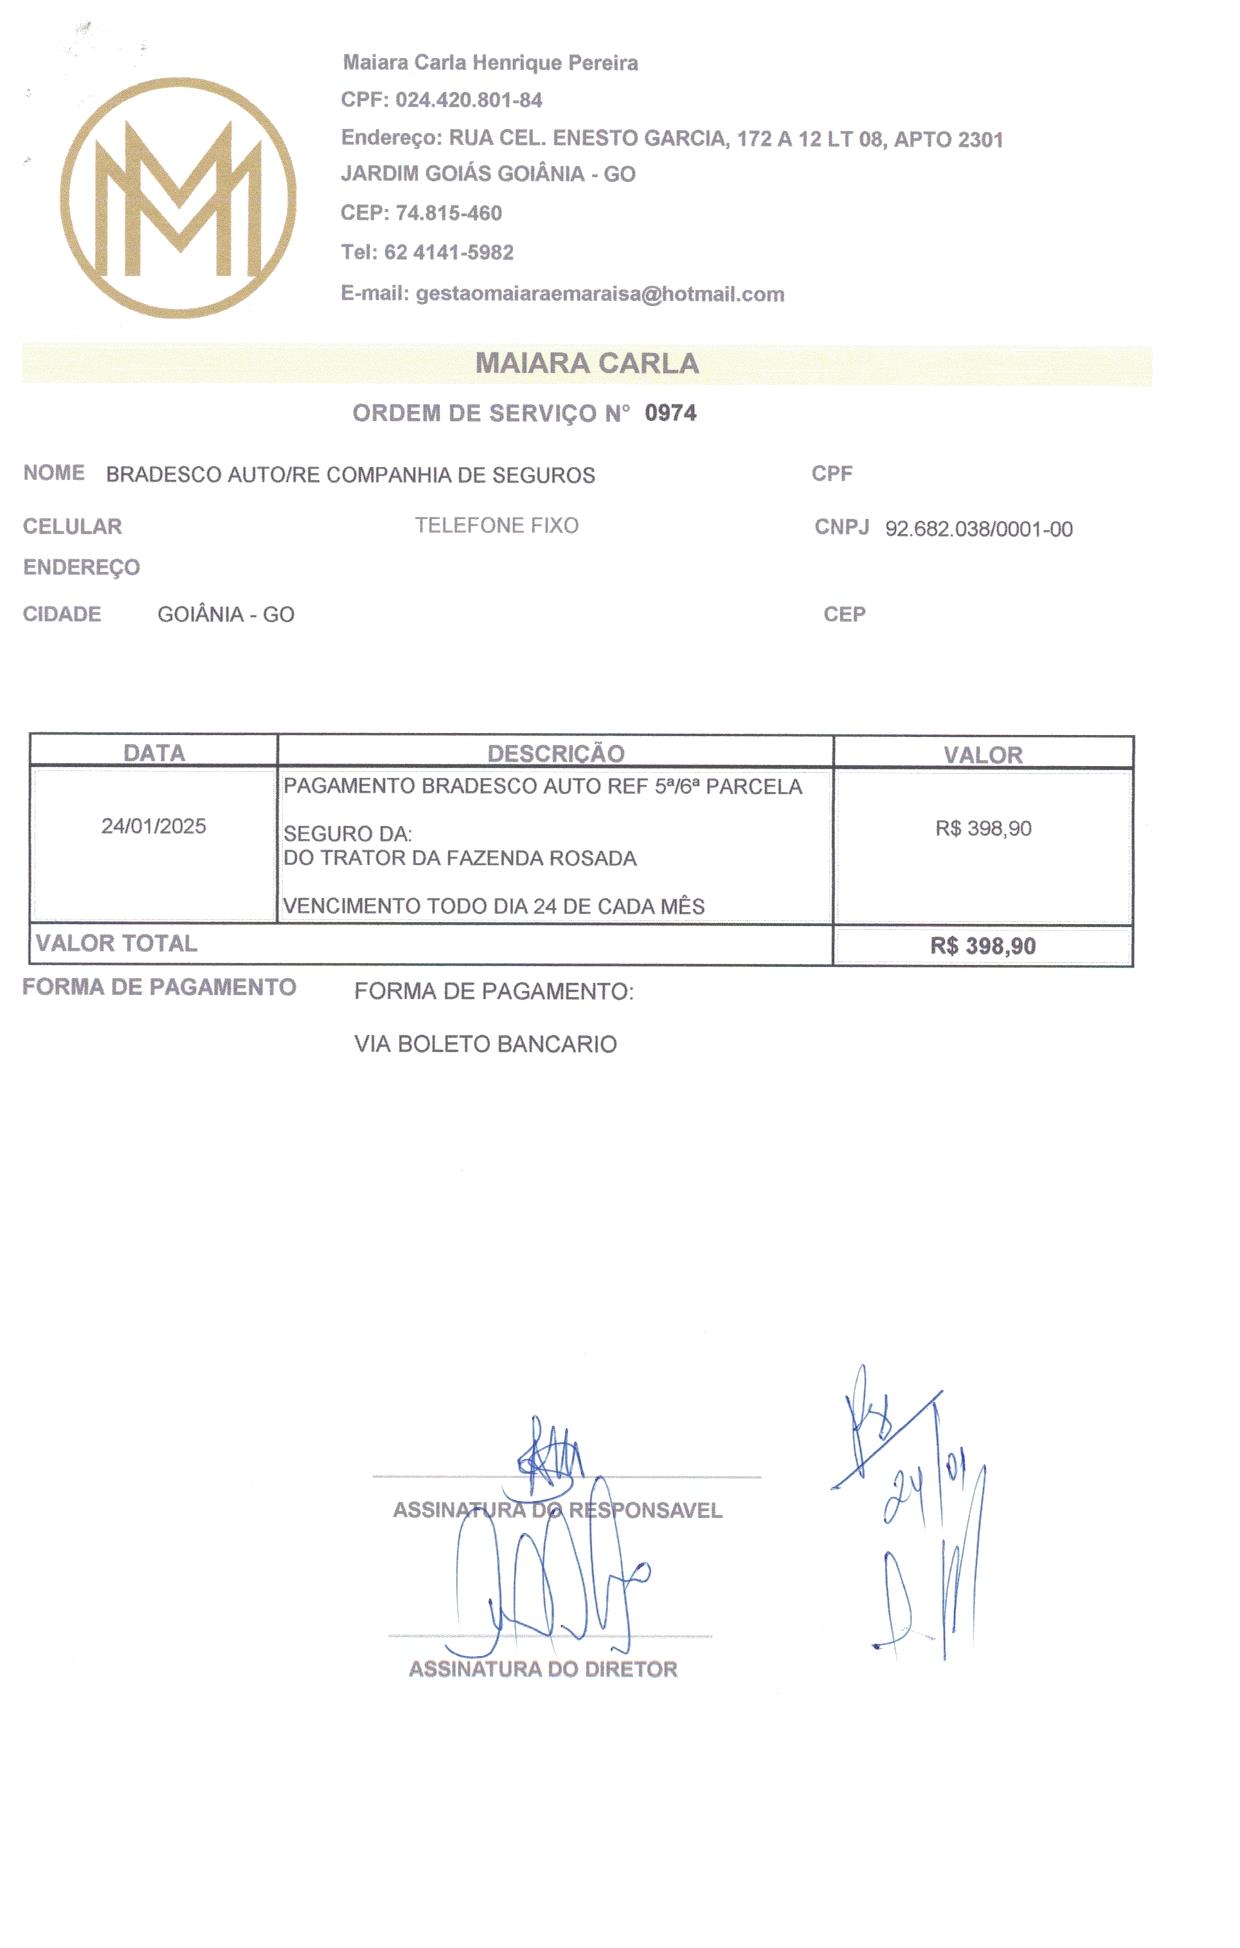 Maiara Carla Henrique Pereira
CPF: 024.420.801-84
Endereço: RUA CEL. ENESTO GARCIA, 172 A 12 LT 08, APTO 2301
JARDIM GOIÁS GOIÂNIA - GO
CEP: 74.815-460
Tel: 62 4141-5982
E-mail: gestaomaiaraemaraisa@hotmail.com
MAIARA CARLA
ORDEM DE SERVIÇO N° 0974
NOME BRADESCO AUTO/RE COMPANHIA DE SEGUROS CPF
CELULAR TELEFONE FIXO CNPJ 92.682.038/0001-00
ENDEREÇO
CIDADE GOIÂNIA - GO CEP
DATA DESCRIÇÃO VALOR
PAGAMENTO BRADESCO AUTO REF 5ª/6ª PARCELA
24/01/2025 SEGURO DA: R$ 398,90
DO TRATOR DA FAZENDA ROSADA
VENCIMENTO TODO DIA 24 DE CADA MÊS
VALOR TOTAL R$ 398,90
FORMA DE PAGAMENTO FORMA DE PAGAMENTO:
VIA BOLETO BANCARIO
24/01
ASSINATURA DO RESPONSAVEL
ASSINATURA DO DIRETOR